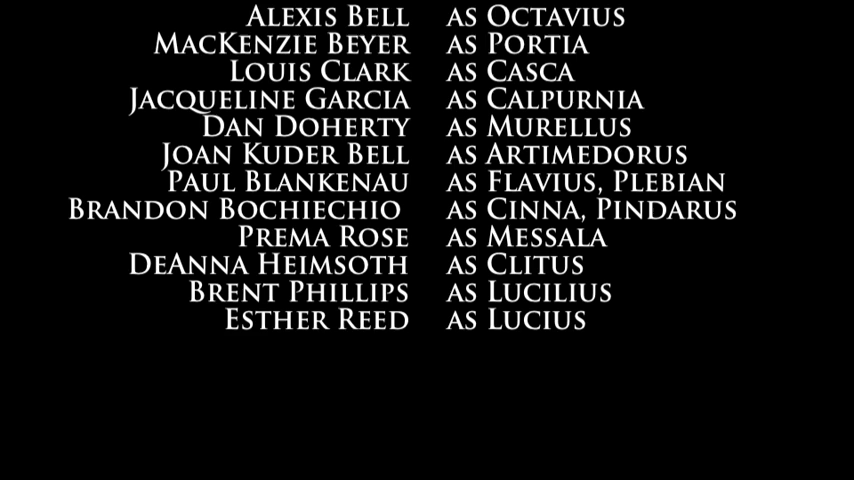 Alexis Bell as Octavius
MacKenzie Beyer as Portia
Louis Clark as Casca
Jacqueline Garcia as Calpurnia
Dan Doherty as Murellus
Joan Kuder Bell as Artimedorus
Paul Blankenau as Flavius, Plebian
Brandon Bochiechio as Cinna, Pindarus
Prema Rose as Messala
DeAnna Heimsoth as Clitus
Brent Phillips as Lucilius
Esther Reed as Lucius